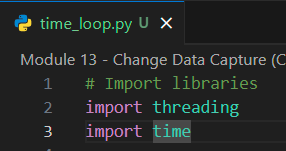 time_loop.py U
Module 13 - Change Data Capture (C
1 # Import libraries
2 import threading
3 import time